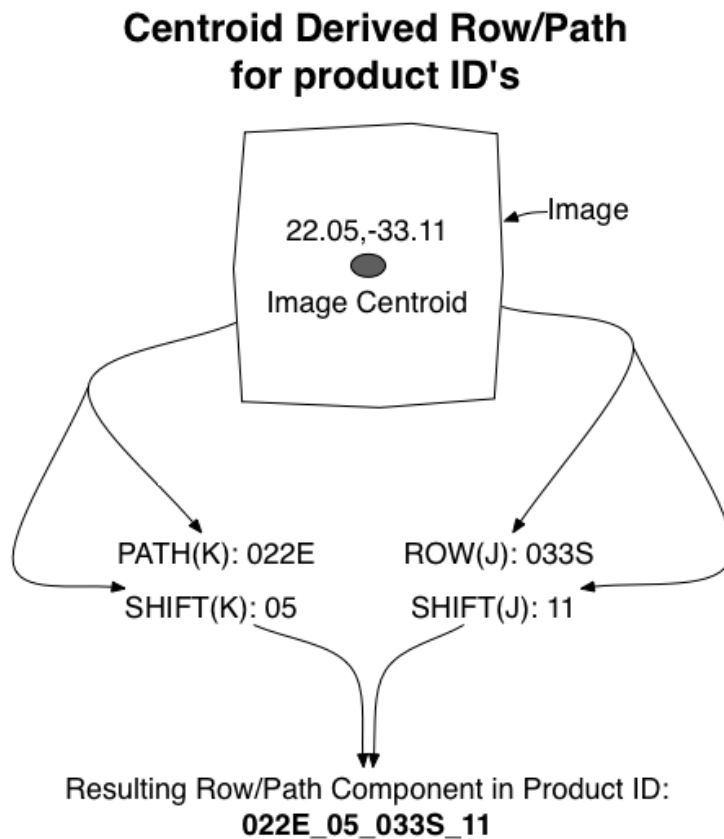 Centroid Derived Row/Path
for product ID's
Image
22.05,-33.11
Image Centroid
PATH(K): 022E
ROW(J): 033S
SHIFT(K): 05
SHIFT(J): 11
Resulting Row/Path Component in Product ID:
022E_05_033S_11